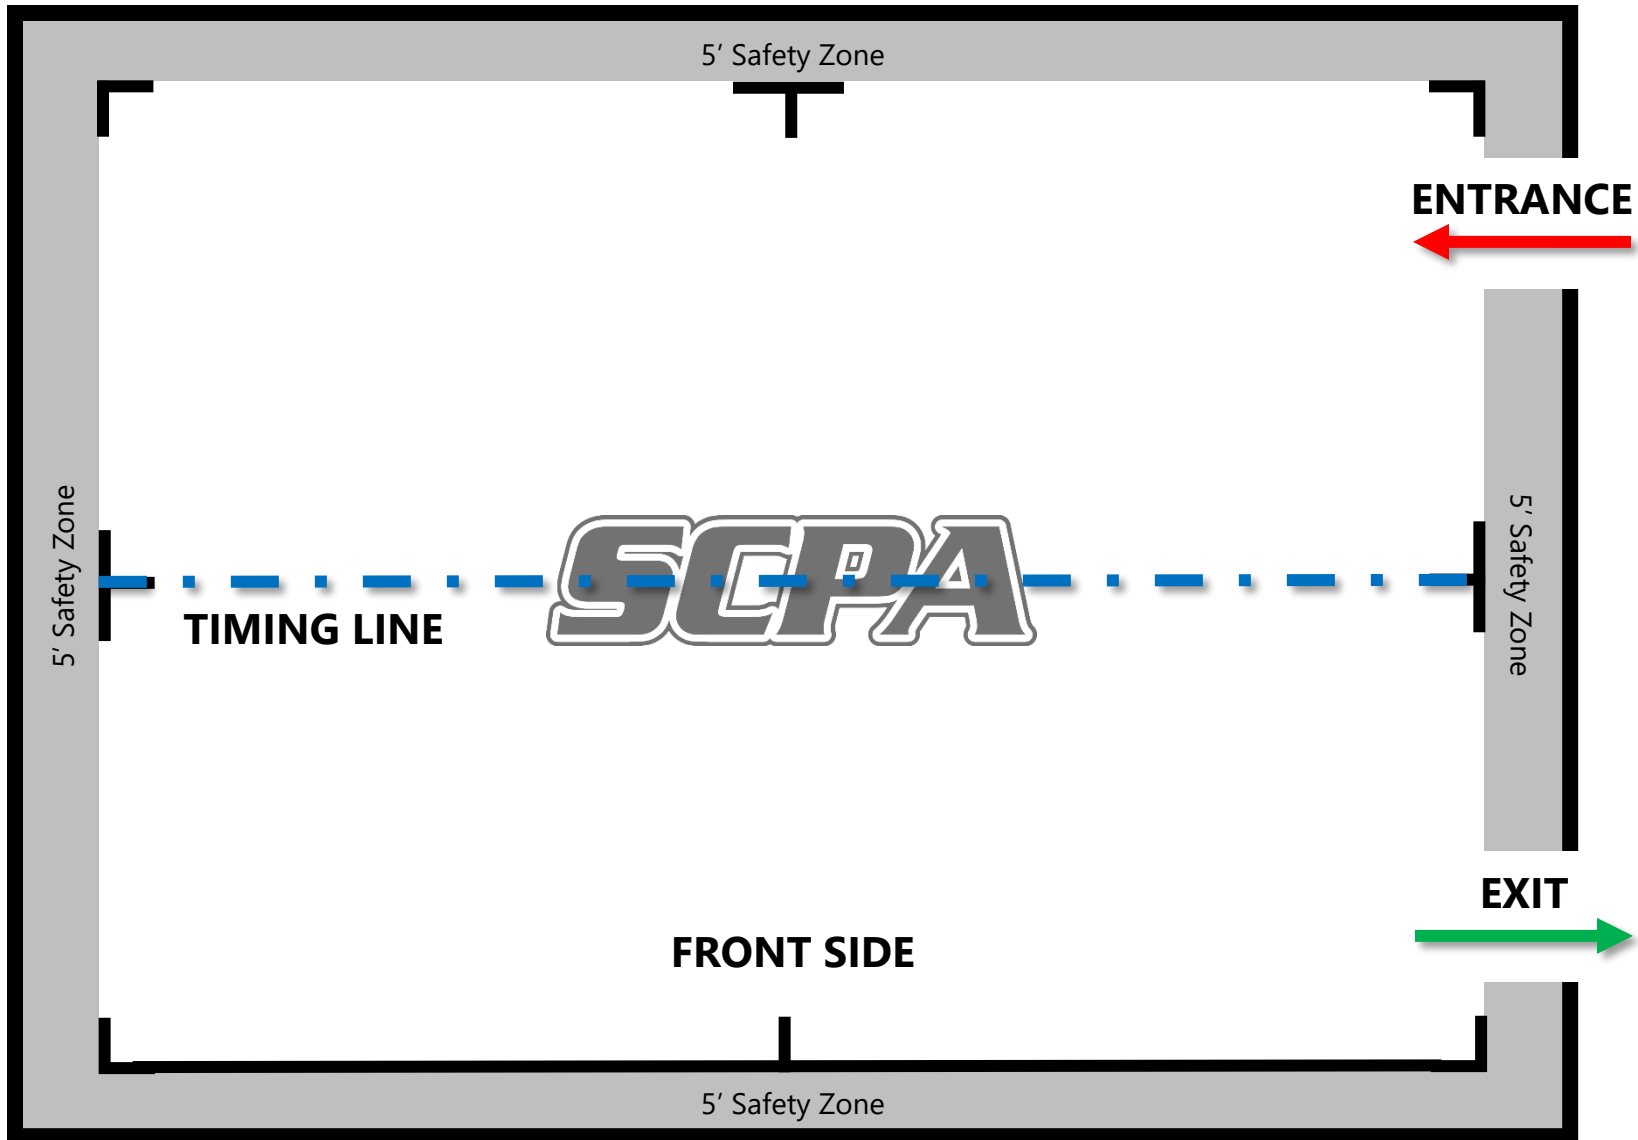 5' Safety Zone
ENTRANCE
5' Safety Zone
SCPA
5' Safety Zone
TIMING LINE
EXIT
FRONT SIDE
5' Safety Zone